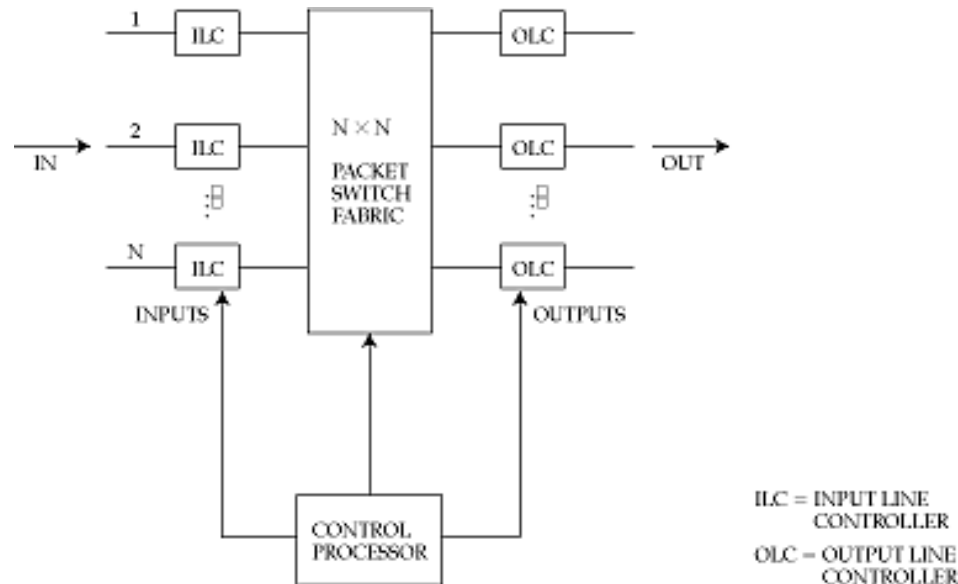 1
ILC
OLC
N × N
2
ILC
OLC
IN
OUT
PACKET
SWITCH
FABRIC
N
ILC
OLC
INPUTS
OUTPUTS
CONTROL
PROCESSOR
ILC = INPUT LINE
CONTROLLER
OLC = OUTPUT LINE
CONTROLLER